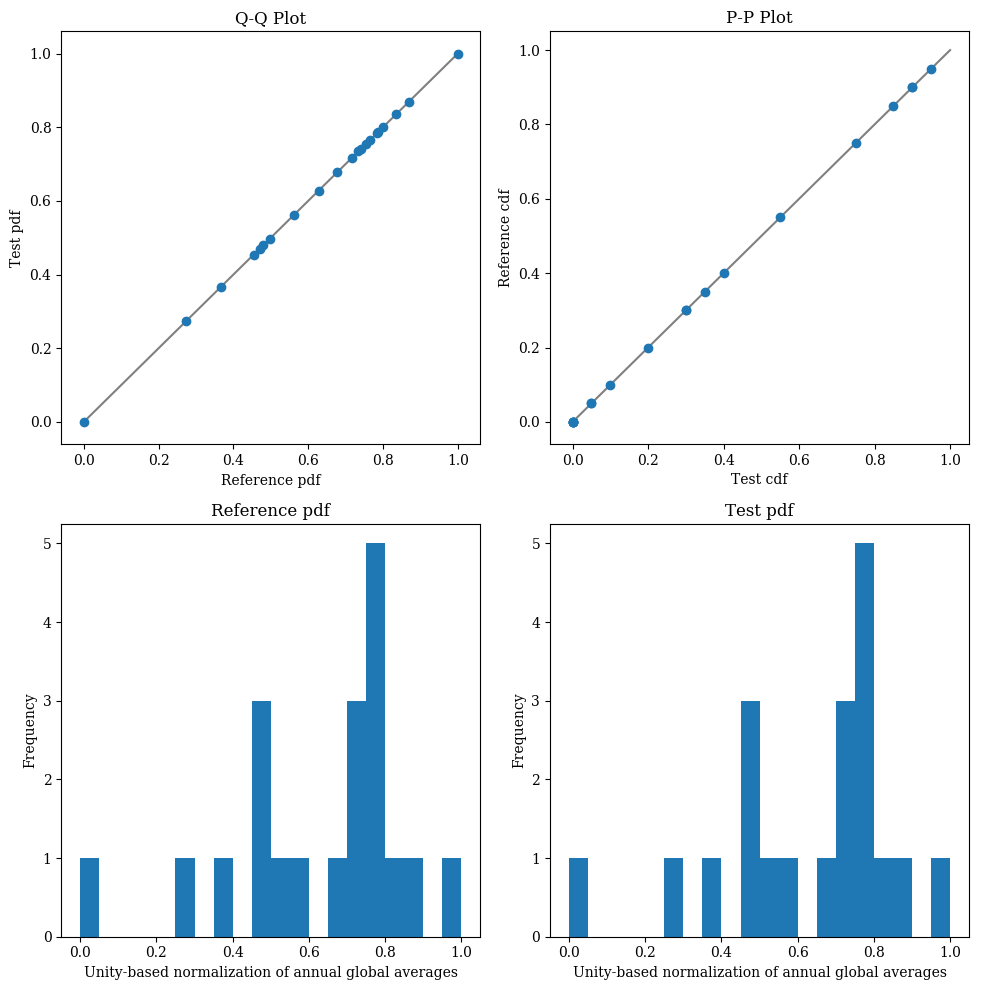 Q-Q Plot
P-P Plot
1.0
0.8
0.6
0.4
0.2
0.0
Test pdf
0.0 0.2 0.4 0.6 0.8 1.0
Reference pdf
1.0
0.8
0.6
0.4
0.2
0.0
Reference cdf
0.0 0.2 0.4 0.6 0.8 1.0
Test cdf
Reference pdf
5
4
3
2
1
0
Frequency
0.0 0.2 0.4 0.6 0.8 1.0
Unity-based normalization of annual global averages
Test pdf
5
4
3
2
1
0
Frequency
0.0 0.2 0.4 0.6 0.8 1.0
Unity-based normalization of annual global averages